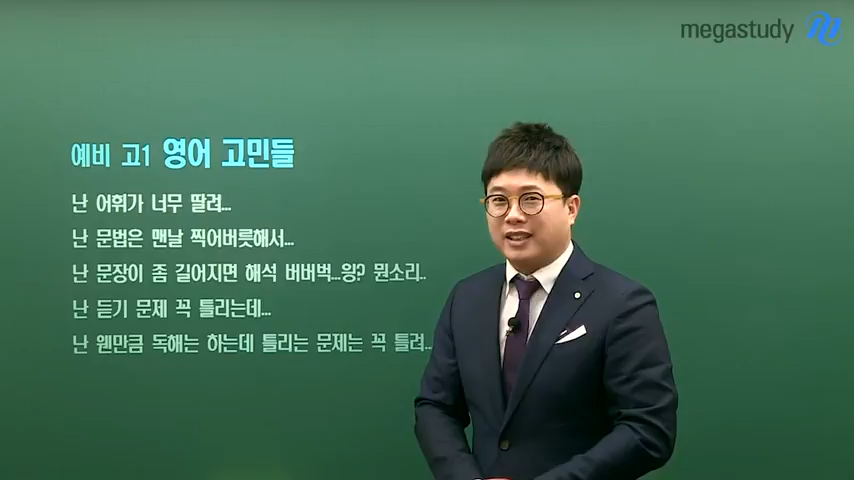 megastudy
예비 고1 영어 고민들
난 어휘가 너무 딸려...
난 문법은 맨날 찍어버릇해서...
난 문장이 좀 길어지면 해석 버버벅...왕? 뭔소리..
난 듣기 문제 꼭 틀리는데...
난 웬만큼 독해는 하는데 틀리는 문제는 꼭 틀려...